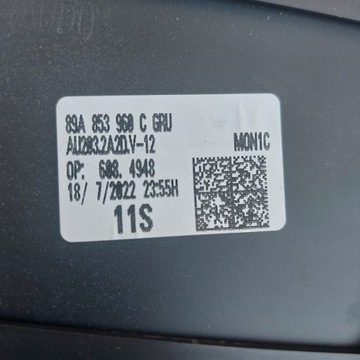 89A 853 960 C GRU
AU283.2A2D.V-12
MON1C
OP: 608. 4948
18/ 7/2022 23:55H
11S